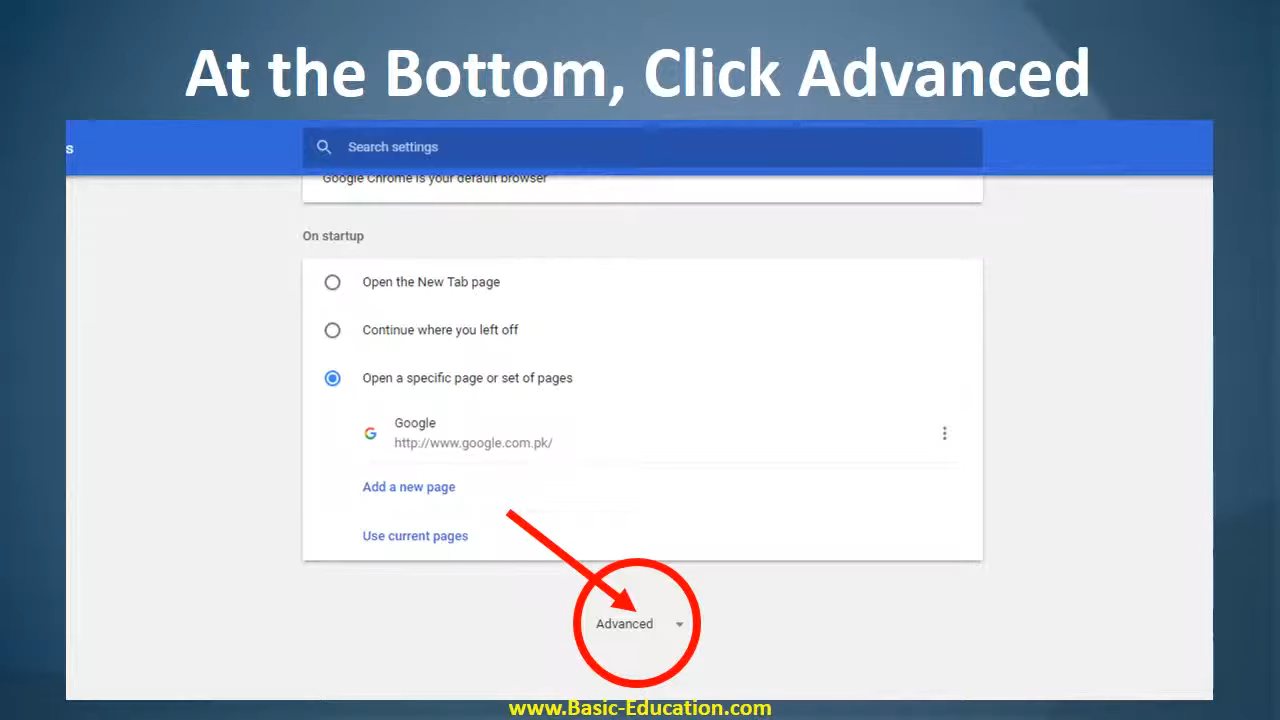 At the Bottom, Click Advanced
s
Search settings
Google Chrome is your default browser
On startup
Open the New Tab page
Continue where you left off
Open a specific page or set of pages
Google
http://www.google.com.pk/
Add a new page
Use current pages
Advanced
www.Basic-Education.com